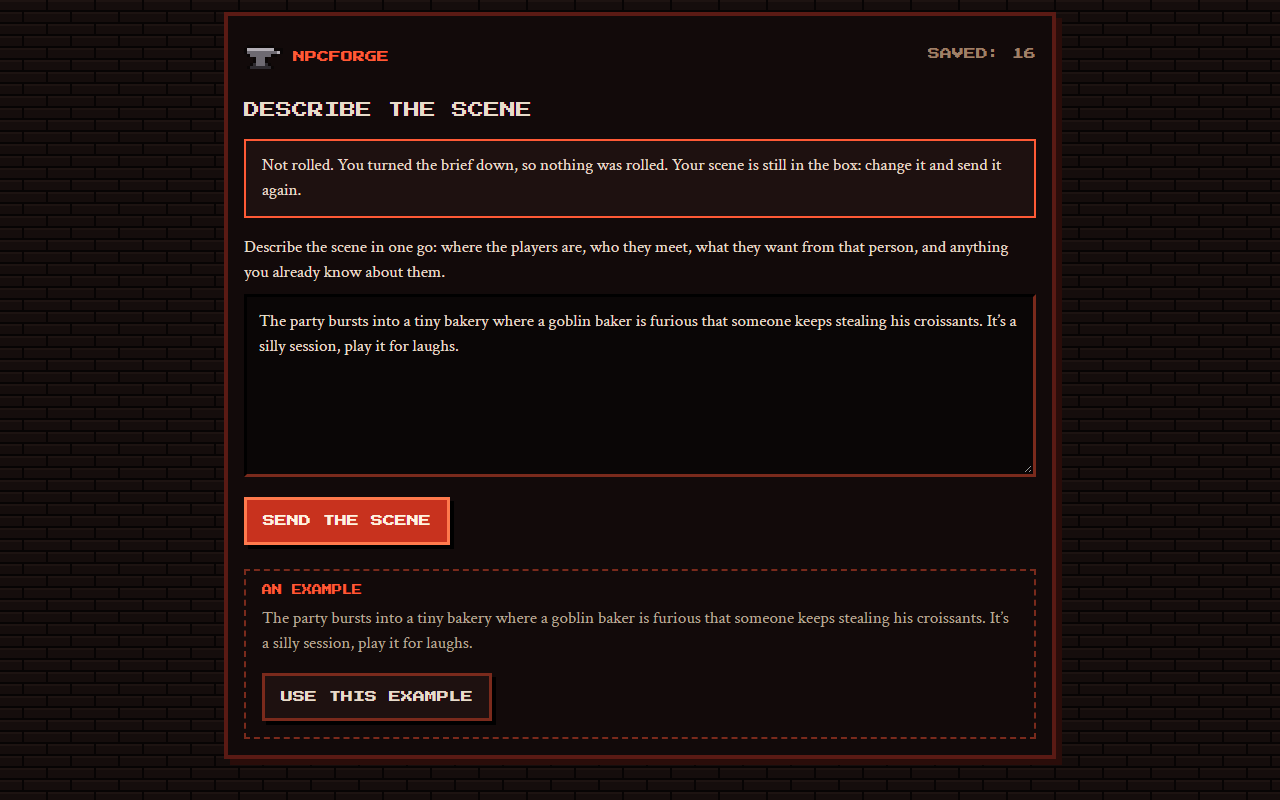 NPCFORGE
SAVED: 16
DESCRIBE THE SCENE
Not rolled. You turned the brief down, so nothing was rolled. Your scene is still in the box: change it and send it
again.
Describe the scene in one go: where the players are, who they meet, what they want from that person, and anything
you already know about them.
The party bursts into a tiny bakery where a goblin baker is furious that someone keeps stealing his croissants. It’s a
silly session, play it for laughs.
SEND THE SCENE
AN EXAMPLE
The party bursts into a tiny bakery where a goblin baker is furious that someone keeps stealing his croissants. It’s
a silly session, play it for laughs.
USE THIS EXAMPLE